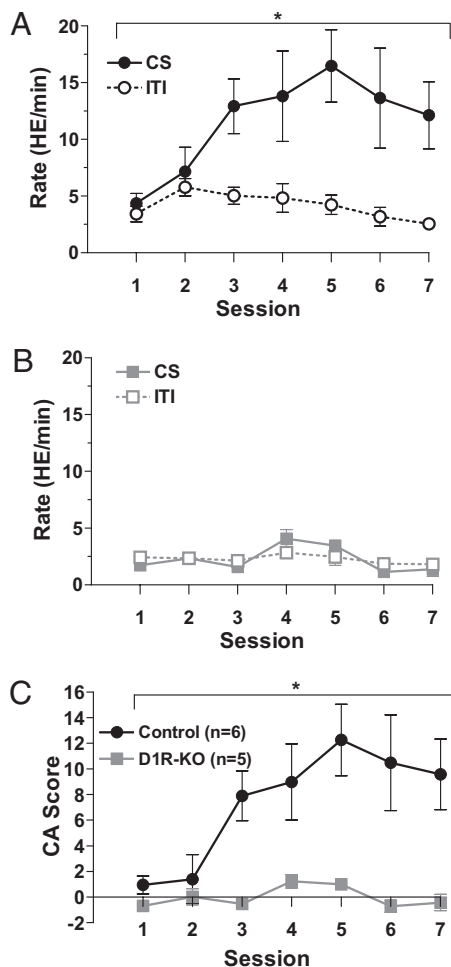 A
*
20
15
10
5
0
Rate (HE/min)
CS
ITI
1 2 3 4 5 6 7
Session
B
20
15
10
5
0
Rate (HE/min)
CS
ITI
1 2 3 4 5 6 7
Session
C
*
16
14
12
10
8
6
4
2
0
-2
CA Score
Control (n=6)
D1R-KO (n=5)
1 2 3 4 5 6 7
Session